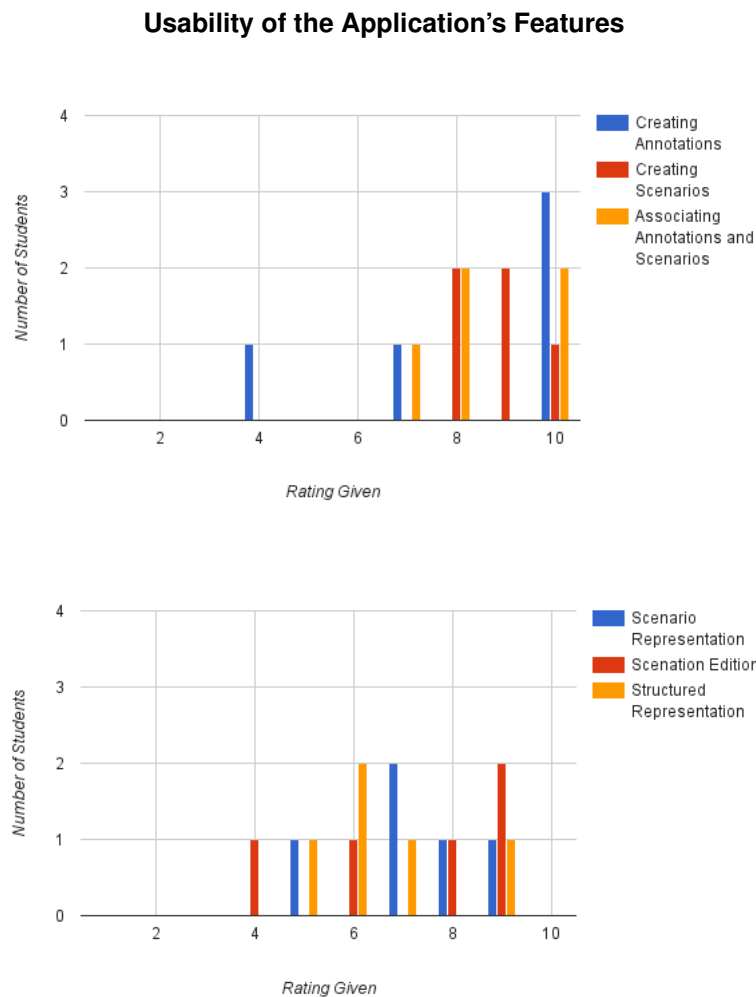 Usability of the Application’s Features
4
3
2
1
0
Number of Students
2 4 6 8 10
Rating Given
Creating
Annotations
Creating
Scenarios
Associating
Annotations and
Scenarios
4
3
2
1
0
Number of Students
2 4 6 8 10
Rating Given
Scenario
Representation
Scenation Edition
Structured
Representation